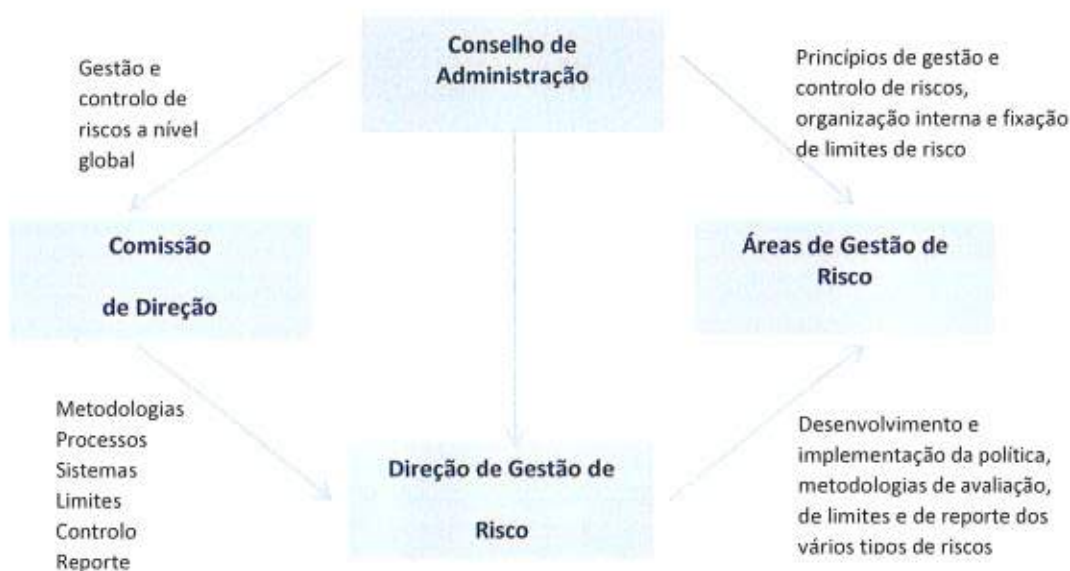 Conselho de
Administração
Gestão e
controlo de
riscos a nível
global
Princípios de gestão e
controlo de riscos,
organização interna e fixação
de limites de risco
Comissão
de Direção
Áreas de Gestão de
Risco
Metodologias
Processos
Sistemas
Limites
Controlo
Reporte
Direção de Gestão de
Risco
Desenvolvimento e
implementação da política,
metodologias de avaliação,
de limites e de reporte dos
vários tipos de riscos